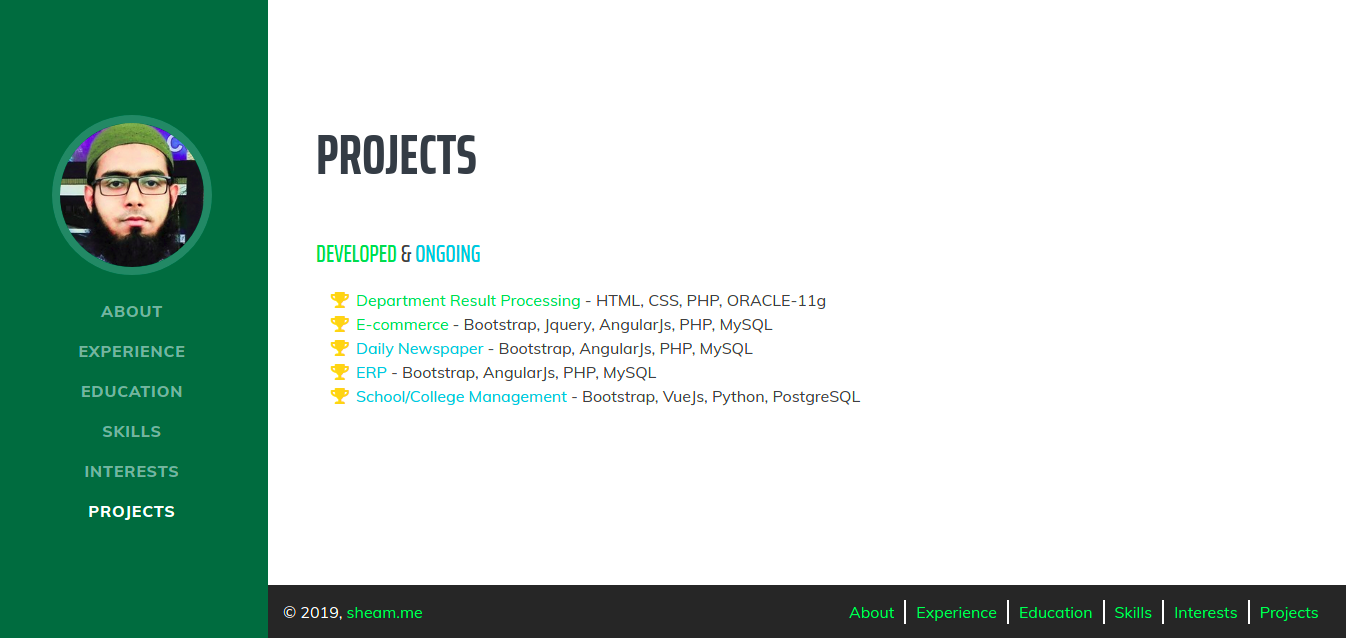 ABOUT
EXPERIENCE
EDUCATION
SKILLS
INTERESTS
PROJECTS
PROJECTS
DEVELOPED & ONGOING
Department Result Processing - HTML, CSS, PHP, ORACLE-11g
E-commerce - Bootstrap, Jquery, AngularJs, PHP, MySQL
Daily Newspaper - Bootstrap, AngularJs, PHP, MySQL
ERP - Bootstrap, AngularJs, PHP, MySQL
School/College Management - Bootstrap, VueJs, Python, PostgreSQL
© 2019, sheam.me
About | Experience | Education | Skills | Interests | Projects